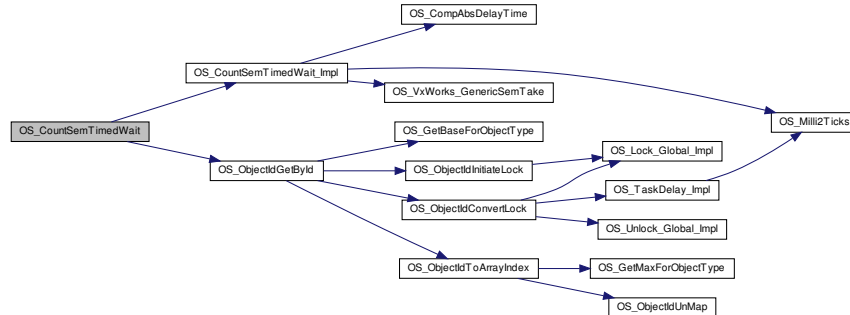 OS_CompAbsDelayTime
OS_CountSemTimedWait_Impl
OS_VxWorks_GenericSemTake
OS_Milli2Ticks
OS_CountSemTimedWait
OS_GetBaseForObjectType
OS_Lock_Global_Impl
OS_ObjectIdGetById
OS_ObjectIdInitiateLock
OS_TaskDelay_Impl
OS_ObjectIdConvertLock
OS_Unlock_Global_Impl
OS_ObjectIdToArrayIndex
OS_GetMaxForObjectType
OS_ObjectIdUnMap